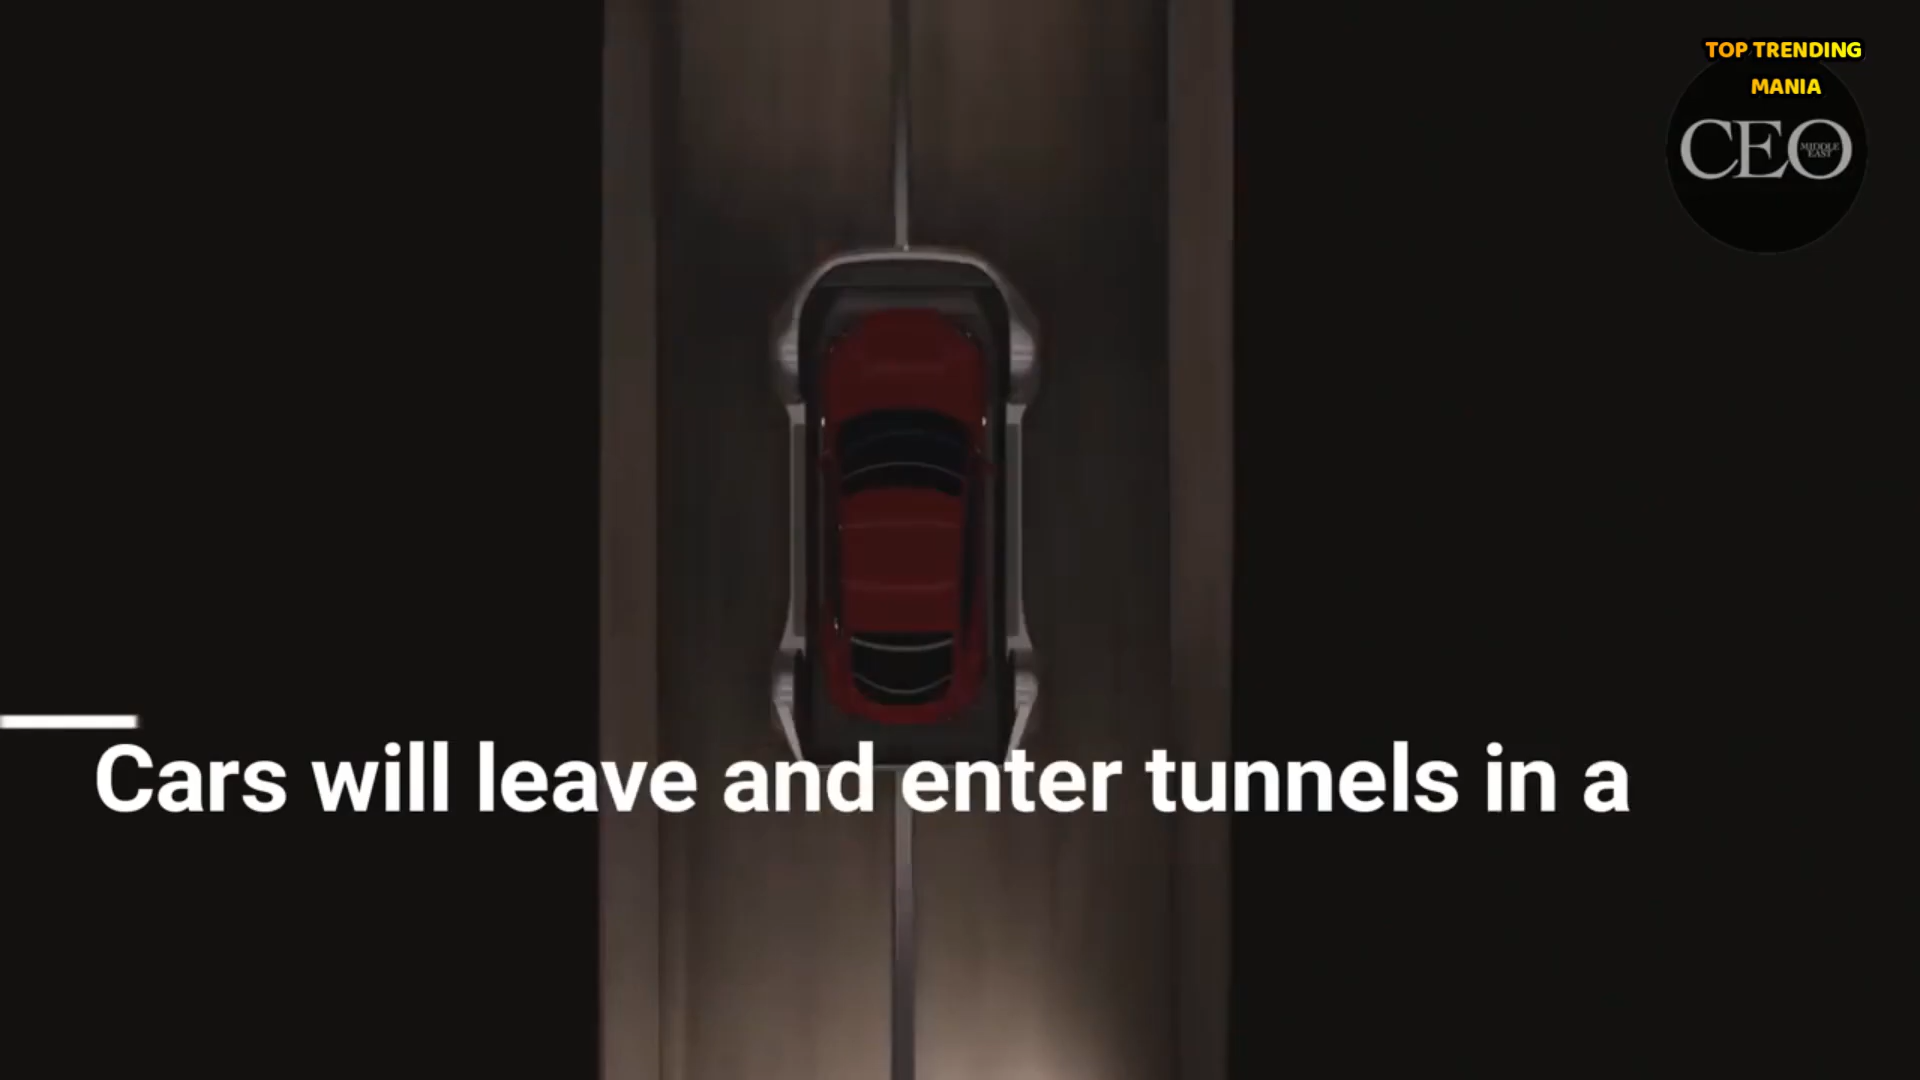 TOP TRENDING
MANIA
CEO
MIDDLE
EAST
Cars will leave and enter tunnels in a